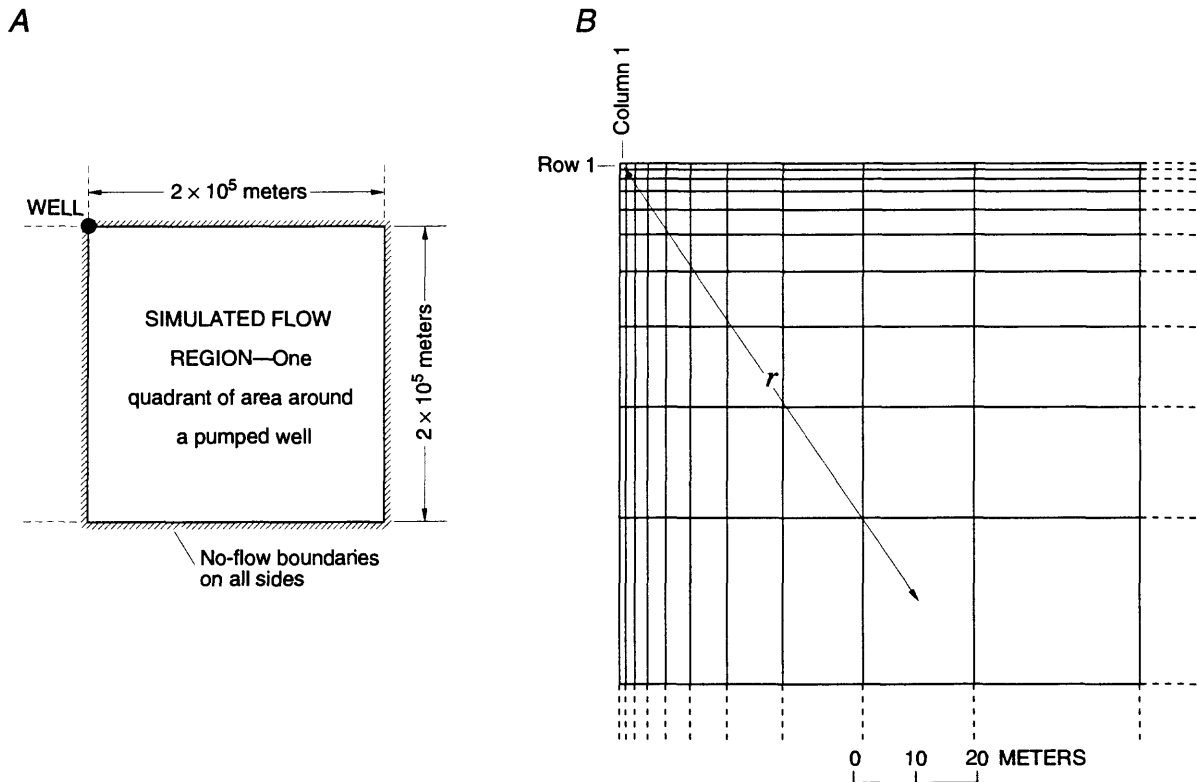 A
2 × 10⁵ meters
WELL
SIMULATED FLOW
REGION—One
quadrant of area around
a pumped well
2 × 10⁵ meters
No-flow boundaries
on all sides
B
Column 1
Row 1
r
0 10 20 METERS